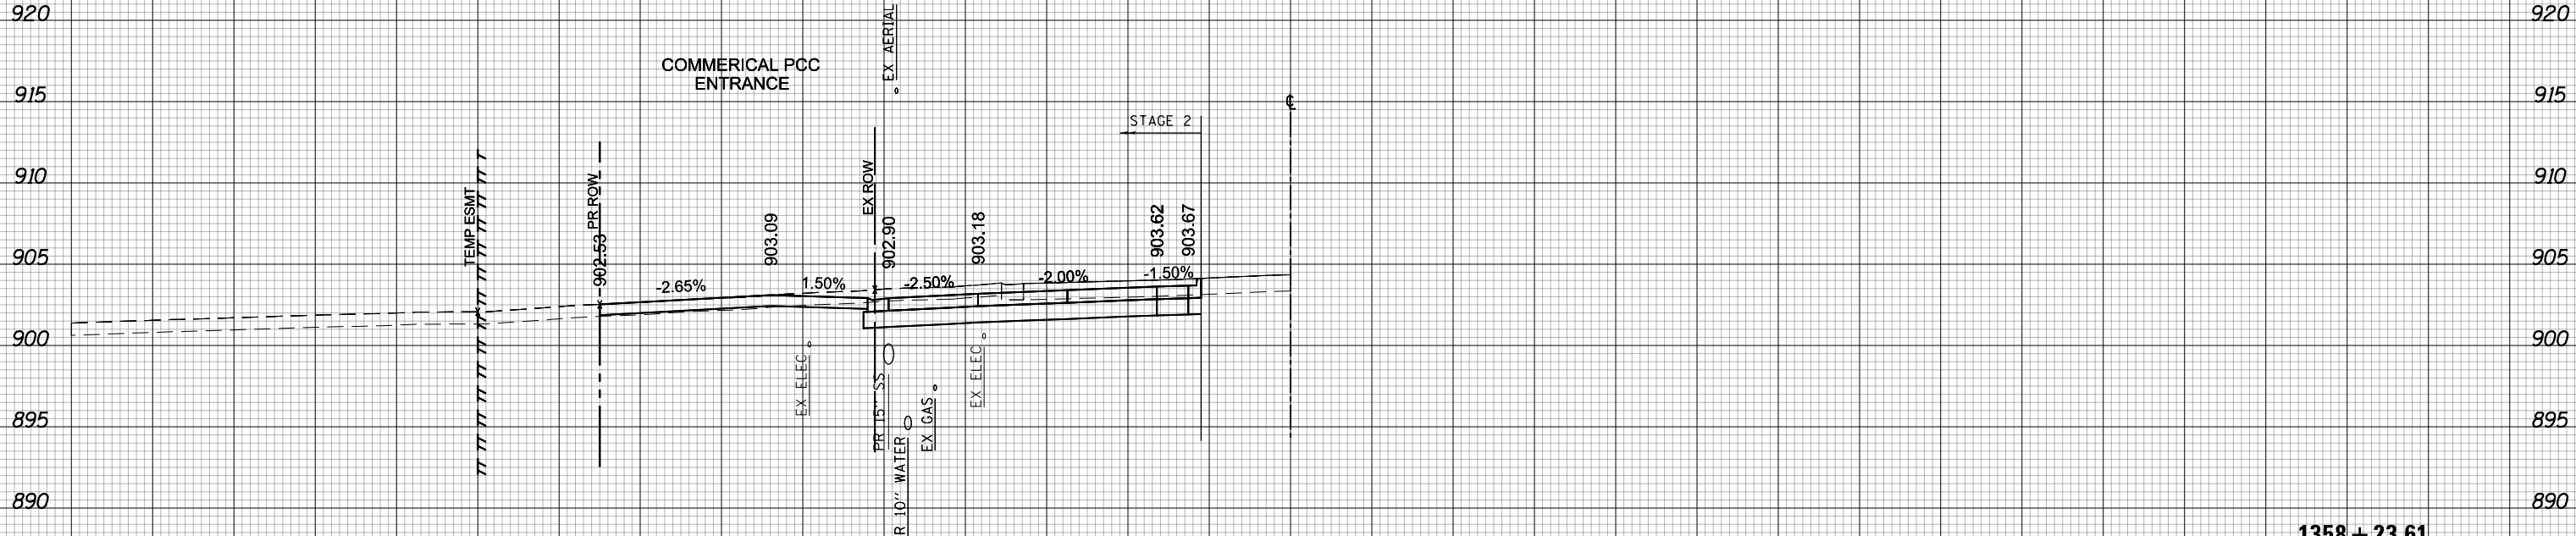 920
920
EX AERIAL
COMMERICAL PCC
ENTRANCE
915
915
℄
STAGE 2
910
910
TEMP ESMT
902.53
PR ROW
903.09
EX ROW
902.90
903.18
903.62
903.67
905
905
-2.65%
1.50%
-2.50%
-2.00%
-1.50%
900
900
EX ELEC
PR 15" SS
EX GAS
EX ELEC
895
895
R 10" WATER
890
890
1358 + 23.61